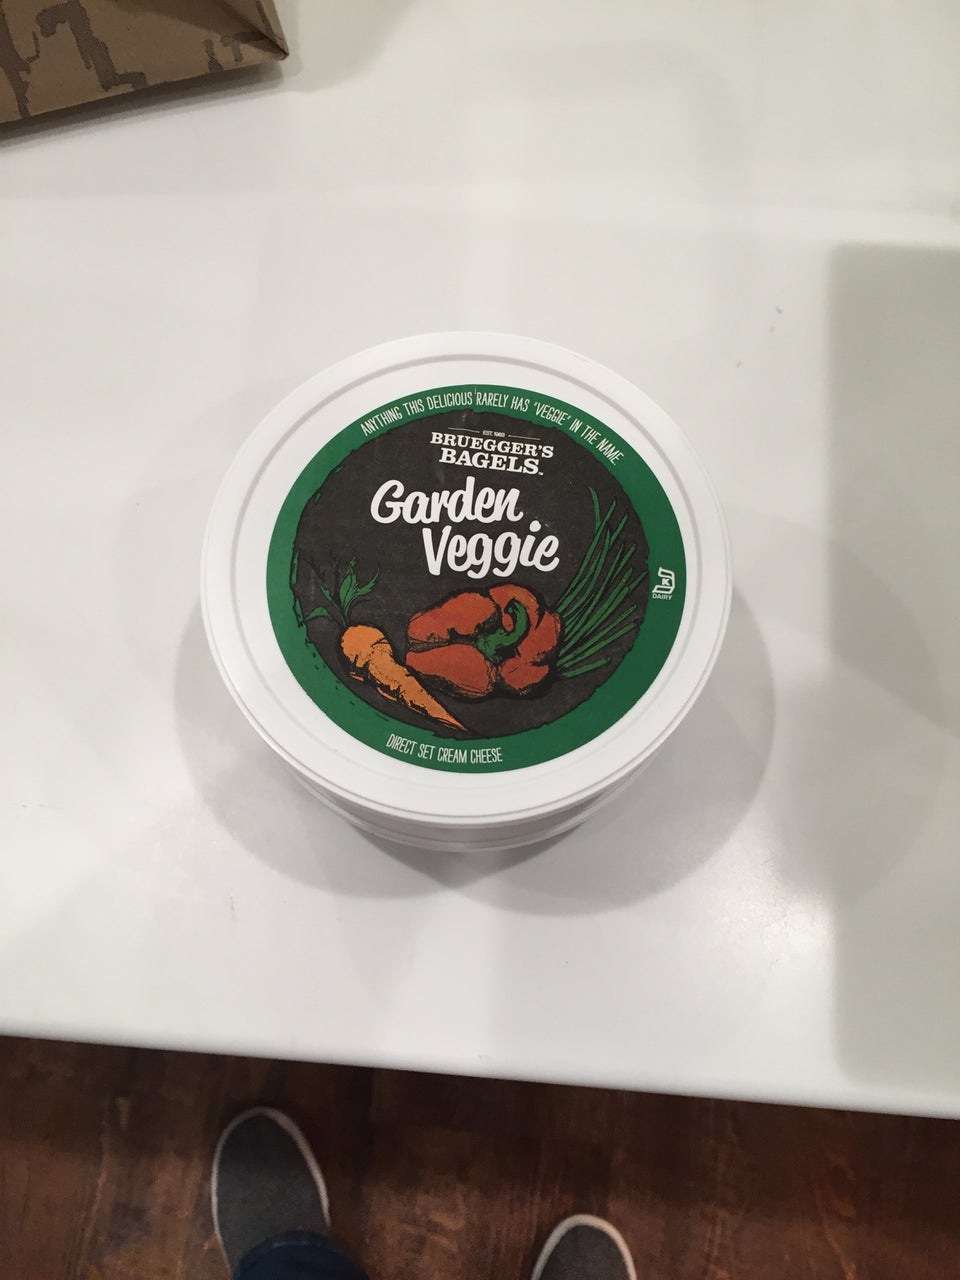 ANYTHING THIS DELICIOUS RARELY HAS 'VEGGIE' IN THE NAME.
EST. 1983
BRUEGGER'S
BAGELS™
Garden
Veggie
K
DAIRY
DIRECT SET CREAM CHEESE